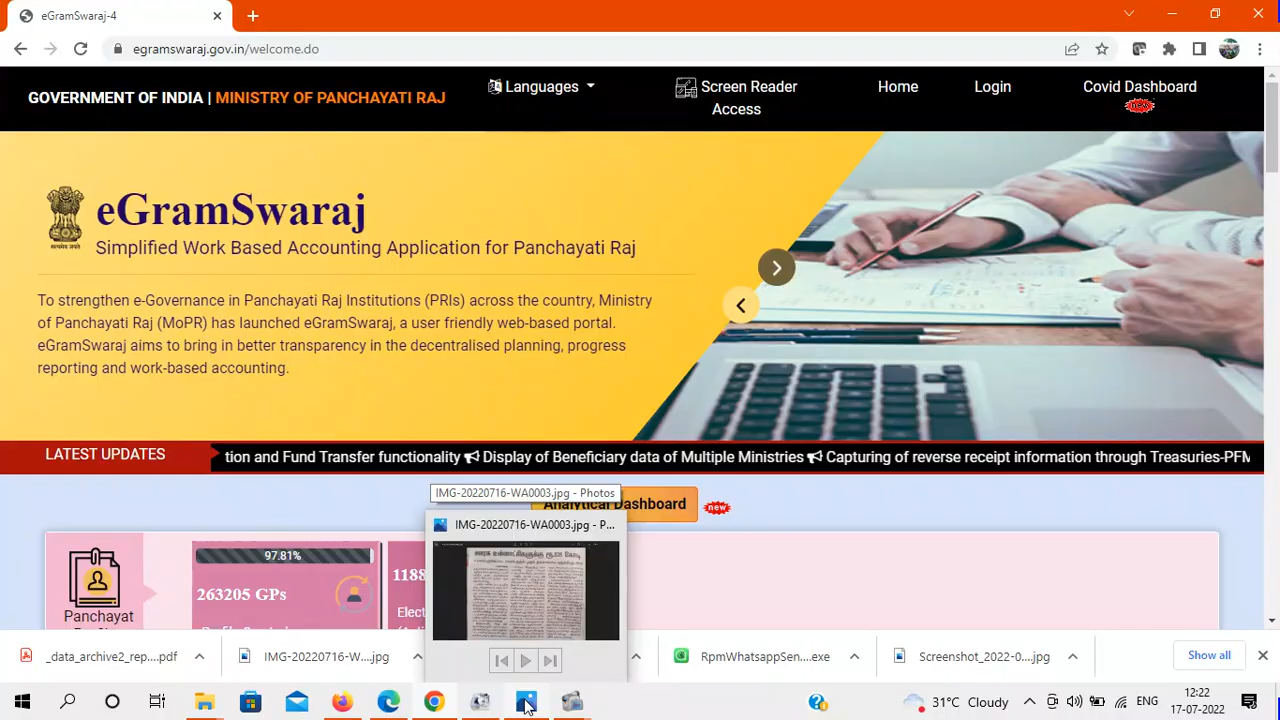 eGramSwaraj-4
egramswaraj.gov.in/welcome.do
GOVERNMENT OF INDIA | MINISTRY OF PANCHAYATI RAJ
Languages
Screen Reader
Access
Home
Login
Covid Dashboard
new
eGramSwaraj
सत्यमेव जयते
Simplified Work Based Accounting Application for Panchayati Raj
To strengthen e-Governance in Panchayati Raj Institutions (PRIs) across the country, Ministry
of Panchayati Raj (MoPR) has launched eGramSwaraj, a user friendly web-based portal.
eGramSwaraj aims to bring in better transparency in the decentralised planning, progress
reporting and work-based accounting.
LATEST UPDATES
tion and Fund Transfer functionality Display of Beneficiary data of Multiple Ministries Capturing of reverse receipt information through Treasuries-PFM
IMG-20220716-WA0003.jpg - Photos
Analytical Dashboard
new
IMG-20220716-WA0003.jpg - P...
97.81%
263205 GPs
1188
Elect
Panchayat
_data_archive2_rep....pdf
IMG-20220716-W....jpg
RpmWhatsappSen....exe
Screenshot_2022-0....jpg
Show all
31°C Cloudy
ENG
12:22
17-07-2022